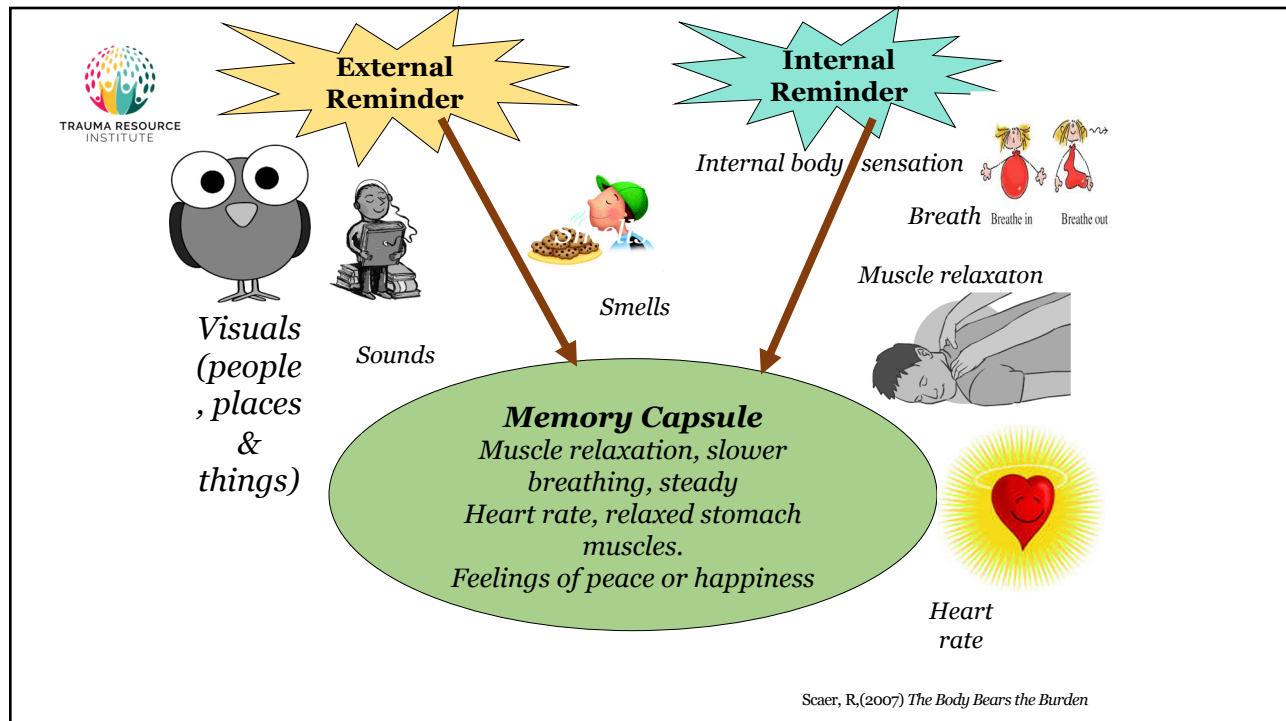 TRAUMA RESOURCE
INSTITUTE
External
Reminder
Internal
Reminder
Internal body sensation
Breath
Breathe in
Breathe out
Muscle relaxaton
Smells
Smells
Sounds
Visuals
(people
, places
&
things)
Memory Capsule
Muscle relaxation, slower
breathing, steady
Heart rate, relaxed stomach
muscles.
Feelings of peace or happiness
Heart
rate
Scaer, R,(2007) The Body Bears the Burden